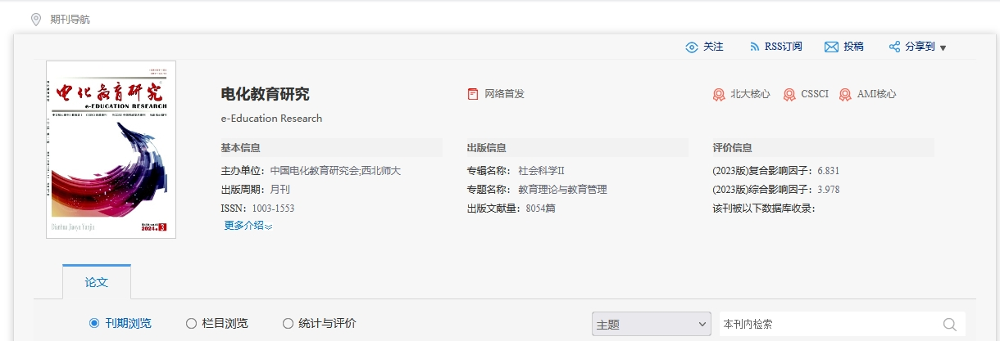 期刊导航
关注 RSS订阅 投稿 分享到
电化教育研究
e-EDUCATION RESEARCH
Dianhua Jiaoyu Yanjiu
2024 3
电化教育研究 网络首发 北大核心 CSSCI AMI核心
e-Education Research
基本信息 出版信息 评价信息
主办单位：中国电化教育研究会;西北师大 专辑名称：社会科学II (2023版)复合影响因子：6.831
出版周期：月刊 专题名称：教育理论与教育管理 (2023版)综合影响因子：3.978
ISSN：1003-1553 出版文献量：8054篇 该刊被以下数据库收录：
更多介绍
论文
刊期浏览 栏目浏览 统计与评价 主题 本刊内检索